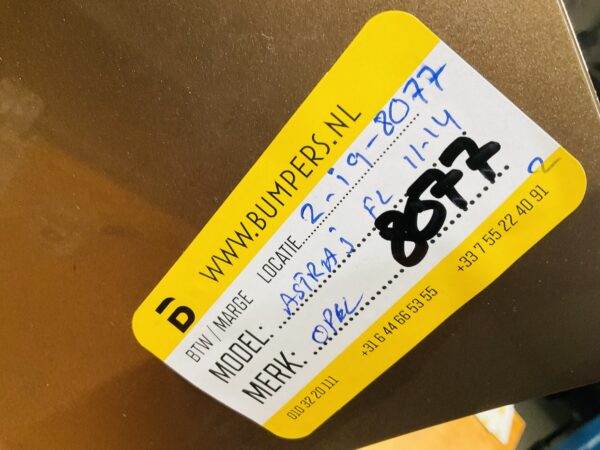 WWW.BUMPERS.NL
BTW / MARGE LOCATIE 2-19-8077
MODEL: ASTRA J FL 11-14
MERK: OPEL 8077
010 32 20 111 +31 6 44 66 53 55 +33 7 55 22 40 91